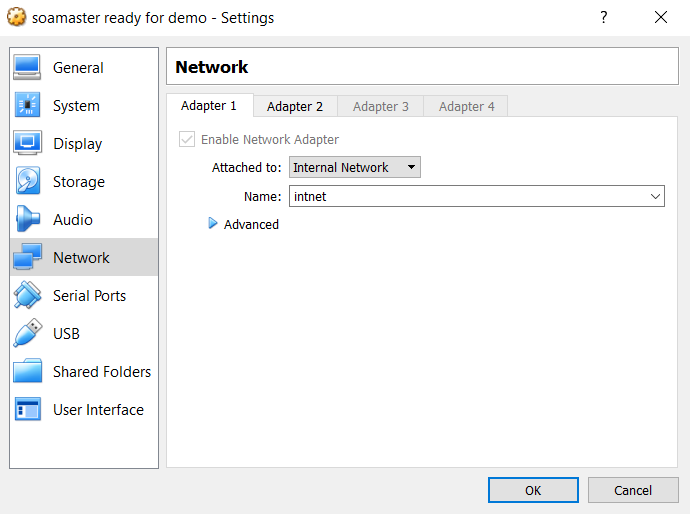 soamaster ready for demo - Settings
?
General
System
Display
Storage
Audio
Network
Serial Ports
USB
Shared Folders
User Interface
Network
Adapter 1 Adapter 2 Adapter 3 Adapter 4
Enable Network Adapter
Attached to: Internal Network
Name: intnet
Advanced
OK Cancel